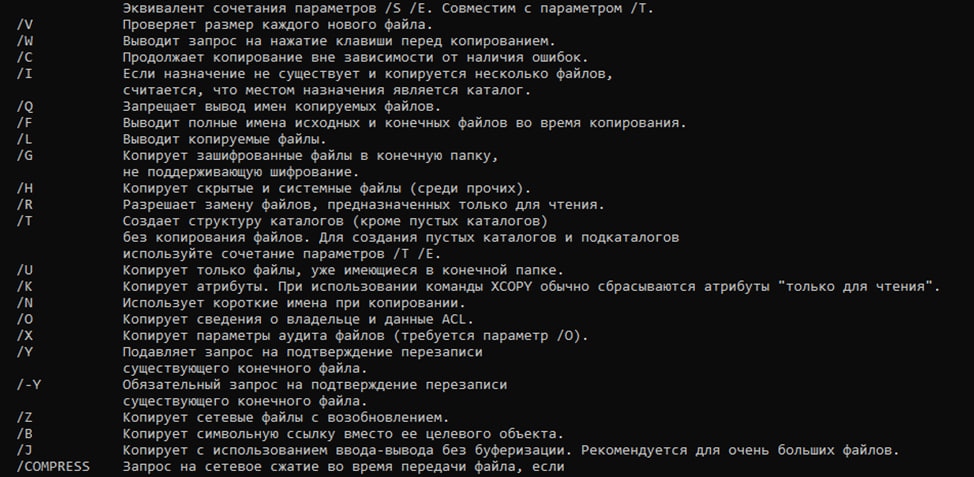 Эквивалент сочетания параметров /S /E. Совместим с параметром /T.
/V Проверяет размер каждого нового файла.
/W Выводит запрос на нажатие клавиши перед копированием.
/C Продолжает копирование вне зависимости от наличия ошибок.
/I Если назначение не существует и копируется несколько файлов,
считается, что местом назначения является каталог.
/Q Запрещает вывод имен копируемых файлов.
/F Выводит полные имена исходных и конечных файлов во время копирования.
/L Выводит копируемые файлы.
/G Копирует зашифрованные файлы в конечную папку,
не поддерживающую шифрование.
/H Копирует скрытые и системные файлы (среди прочих).
/R Разрешает замену файлов, предназначенных только для чтения.
/T Создает структуру каталогов (кроме пустых каталогов)
без копирования файлов. Для создания пустых каталогов и подкаталогов
используйте сочетание параметров /T /E.
/U Копирует только файлы, уже имеющиеся в конечной папке.
/K Копирует атрибуты. При использовании команды XCOPY обычно сбрасываются атрибуты "только для чтения".
/N Использует короткие имена при копировании.
/O Копирует сведения о владельце и данные ACL.
/X Копирует параметры аудита файлов (требуется параметр /O).
/Y Подавляет запрос на подтверждение перезаписи
существующего конечного файла.
/-Y Обязательный запрос на подтверждение перезаписи
существующего конечного файла.
/Z Копирует сетевые файлы с возобновлением.
/B Копирует символьную ссылку вместо ее целевого объекта.
/J Копирует с использованием ввода-вывода без буферизации. Рекомендуется для очень больших файлов.
/COMPRESS Запрос на сетевое сжатие во время передачи файла, если